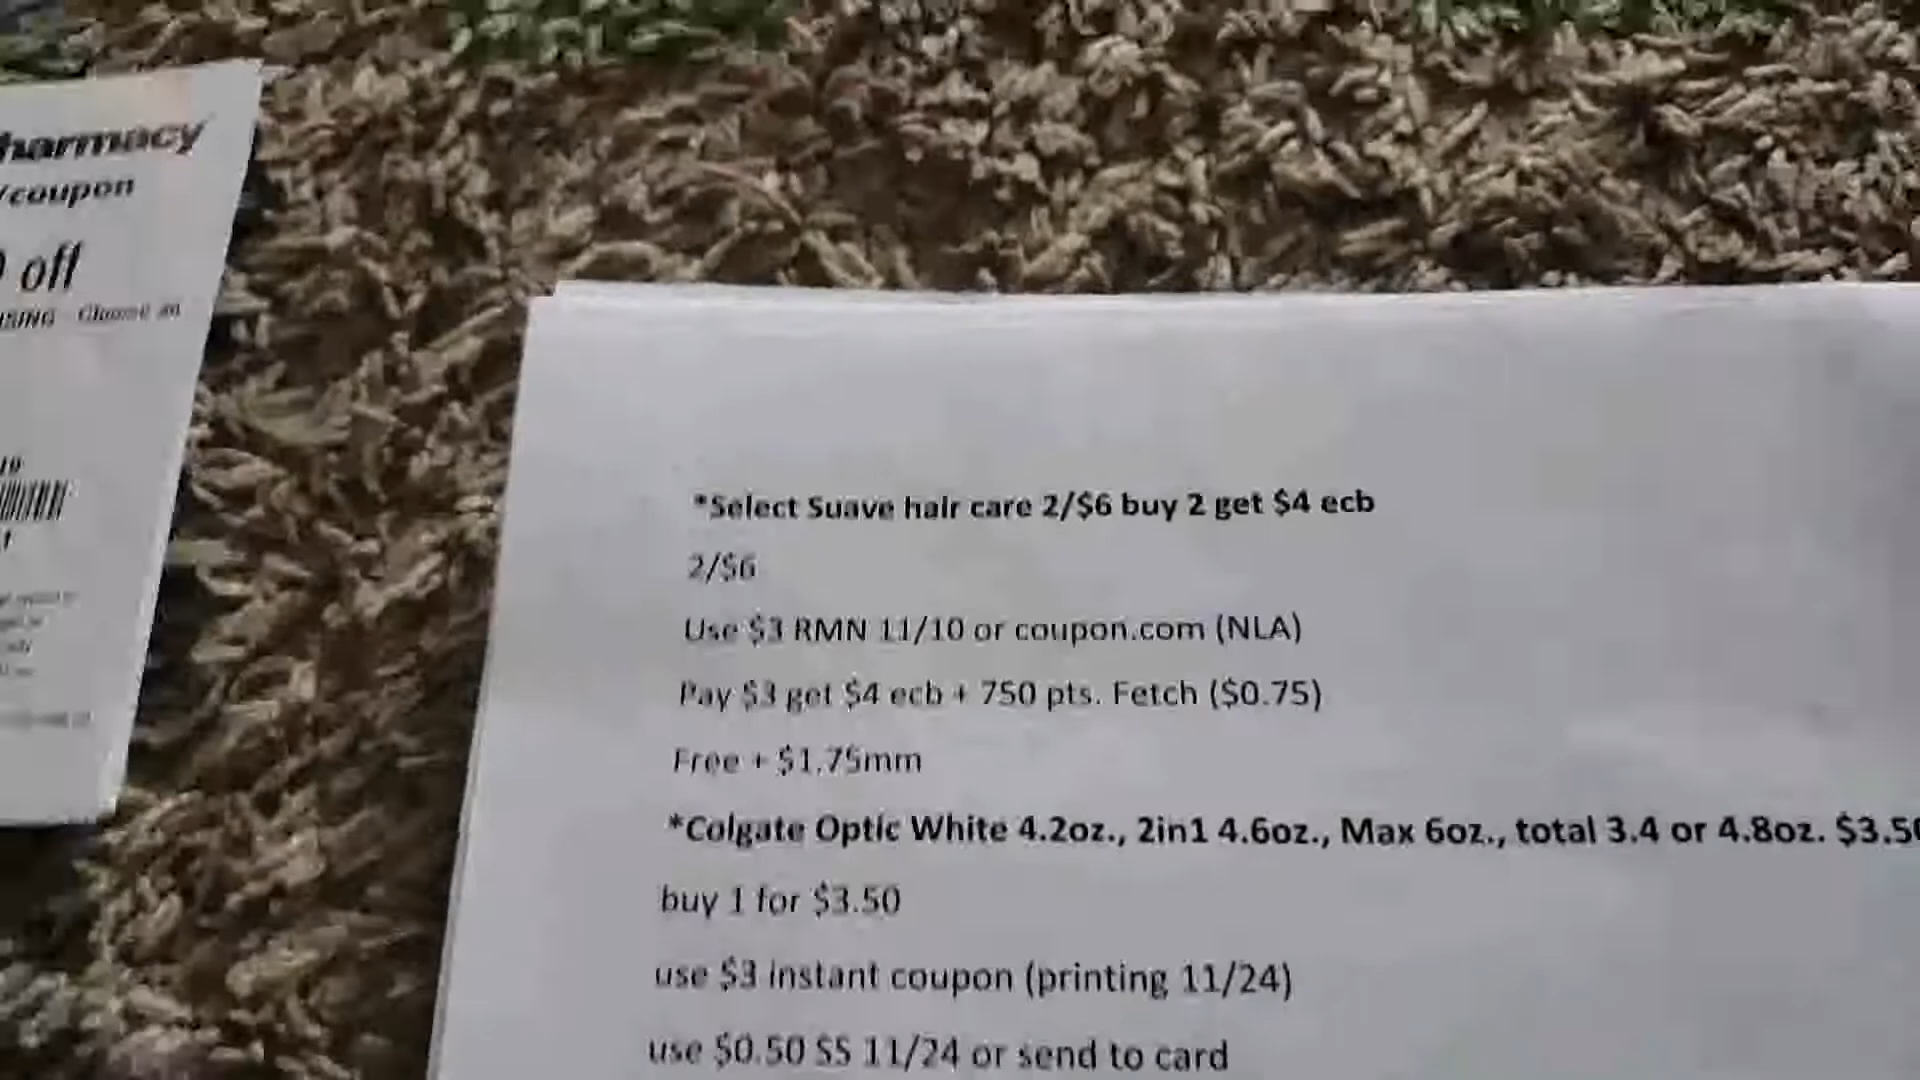 harmacy
/coupon
off
*Select Suave hair care 2/$6 buy 2 get $4 ecb
2/$6
Use $3 RMN 11/10 or coupon.com (NLA)
Pay $3 get $4 ecb + 750 pts. Fetch ($0.75)
Free + $1.75mm
*Colgate Optic White 4.2oz., 2in1 4.6oz., Max 6oz., total 3.4 or 4.8oz. $3.50
buy 1 for $3.50
use $3 instant coupon (printing 11/24)
use $0.50 SS 11/24 or send to card